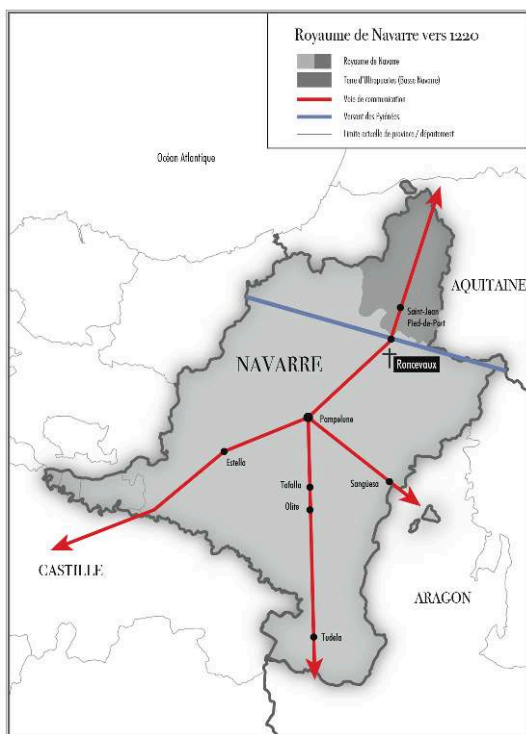 Royaume de Navarre vers 1220
Royaume de Navarre
Terre d'Ultrapuertos (Basse-Navarre)
Voie de communication
Versant des Pyrénées
Limite actuelle de province / département
Océan Atlantique
AQUITAINE
Saint-Jean
Pied-de-Port
Roncevaux
NAVARRE
Pampelune
Estella
Tafalla
Sangüesa
Olite
CASTILLE
ARAGON
Tudela